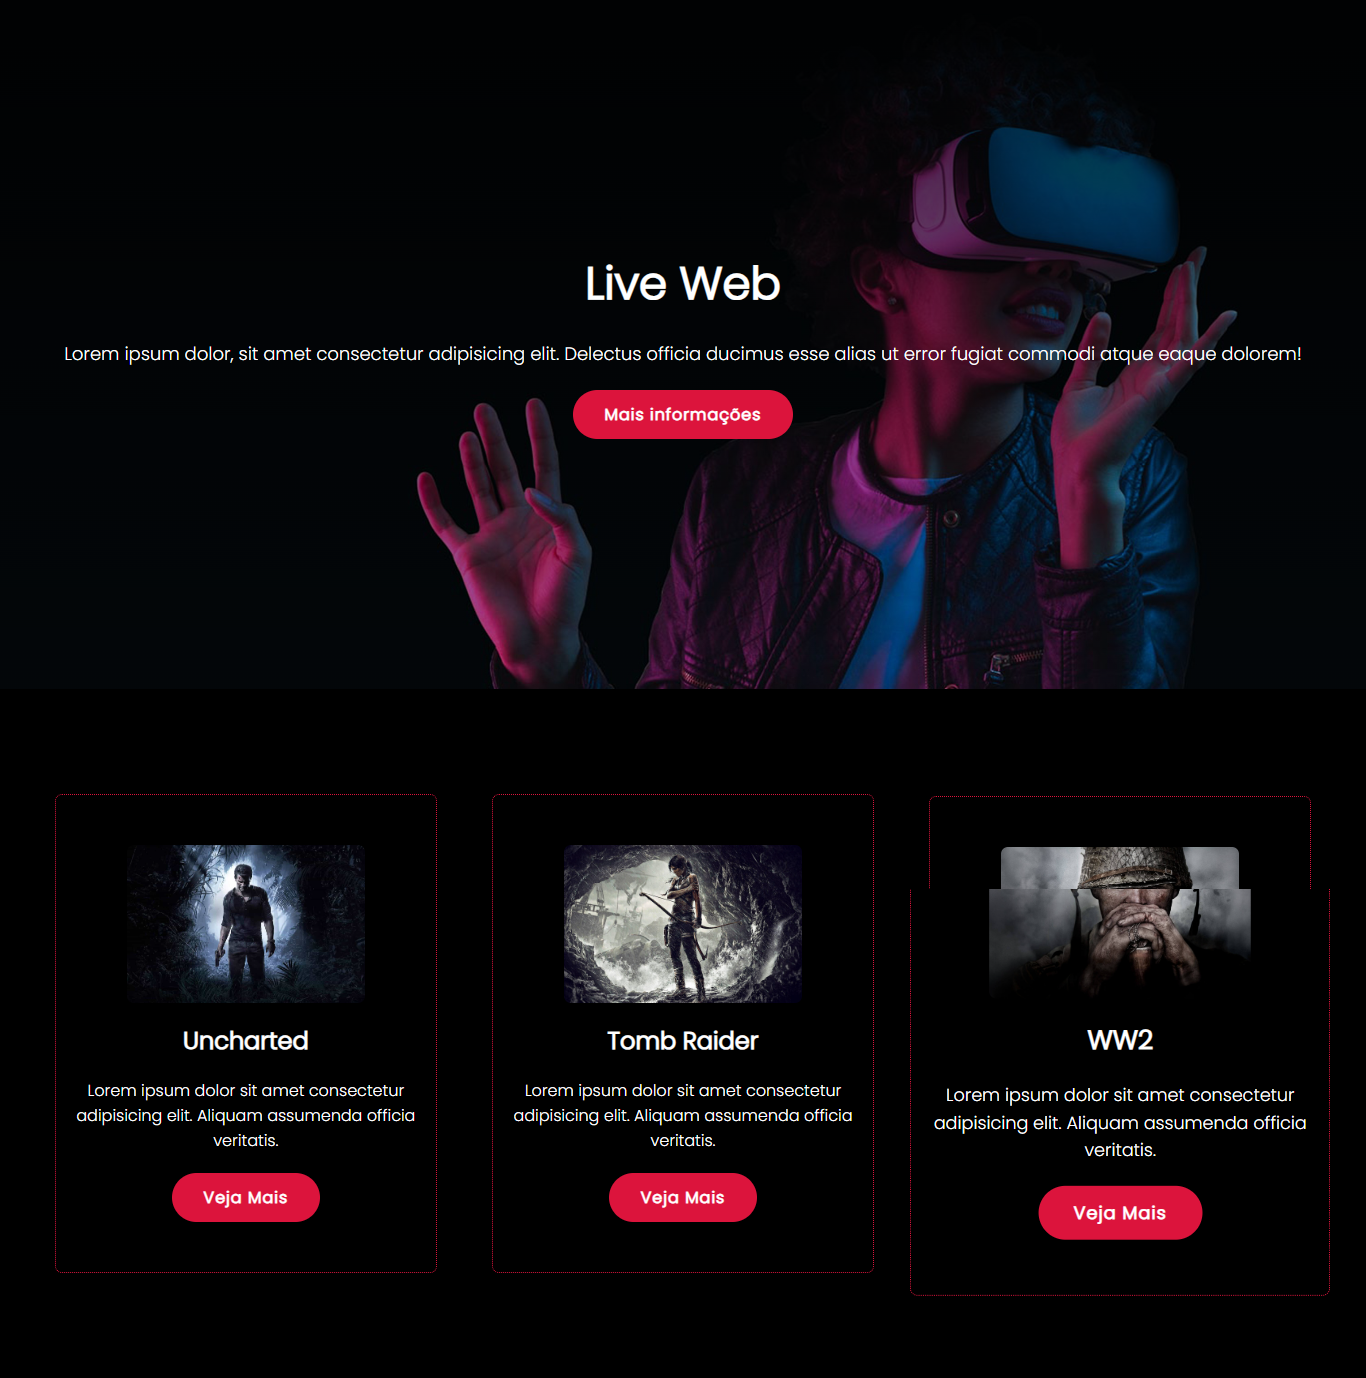 Live Web
Lorem ipsum dolor, sit amet consectetur adipisicing elit. Delectus officia ducimus esse alias ut error fugiat commodi atque eaque dolorem!
Mais informações
Uncharted
Lorem ipsum dolor sit amet consectetur
adipisicing elit. Aliquam assumenda officia
veritatis.
Veja Mais
Tomb Raider
Lorem ipsum dolor sit amet consectetur
adipisicing elit. Aliquam assumenda officia
veritatis.
Veja Mais
WW2
Lorem ipsum dolor sit amet consectetur
adipisicing elit. Aliquam assumenda officia
veritatis.
Veja Mais